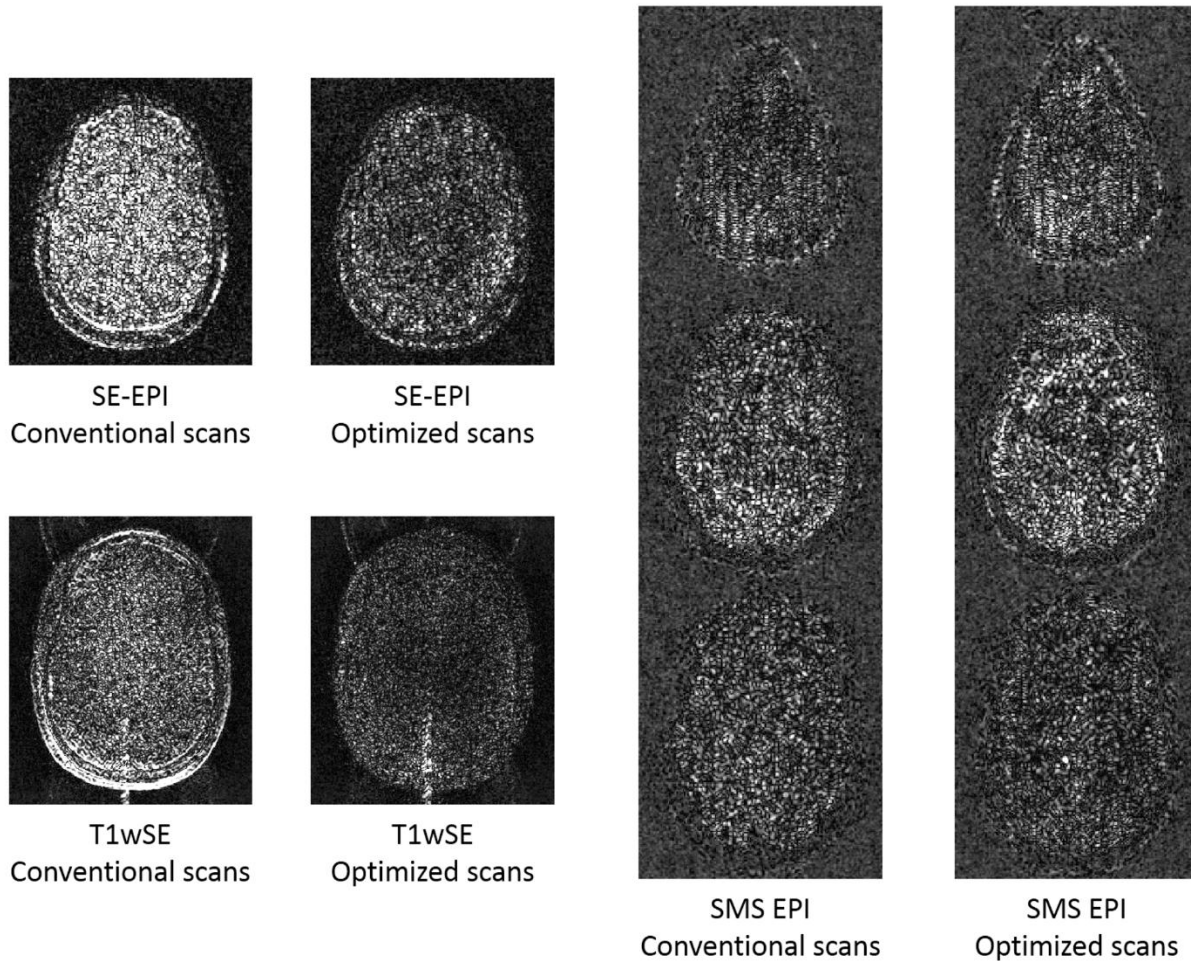 SE-EPI
Conventional scans
SE-EPI
Optimized scans
T1wSE
Conventional scans
T1wSE
Optimized scans
SMS EPI
Conventional scans
SMS EPI
Optimized scans